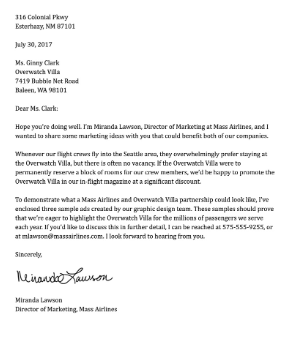 316 Colonial Pkwy
Esterhazy, NM 87101
July 30, 2017
Ms. Ginny Clark
Overwatch Villa
7419 Bubble Net Road
Baleen, WA 98101
Dear Ms. Clark:
Hope you're doing well. I'm Miranda Lawson, Director of Marketing at Mass Airlines, and I
wanted to share some marketing ideas with you that could benefit both of our companies.
Whenever our flight crews fly into the Seattle area, they overwhelmingly prefer staying at
the Overwatch Villa, but there is often no vacancy. If the Overwatch Villa were to
permanently reserve a block of rooms for our crew members, we'd be happy to promote the
Overwatch Villa in our in-flight magazine at a significant discount.
To demonstrate what a Mass Airlines and Overwatch Villa partnership could look like, I've
enclosed three sample ads created by our graphic design team. These samples should prove
that we're eager to highlight the Overwatch Villa for the millions of passengers we serve
each year. If you'd like to discuss this in further detail, I can be reached at 575-555-9255, or
at mlawson@massairlines.com. I look forward to hearing from you.
Sincerely,
Miranda Lawson
Miranda Lawson
Director of Marketing, Mass Airlines